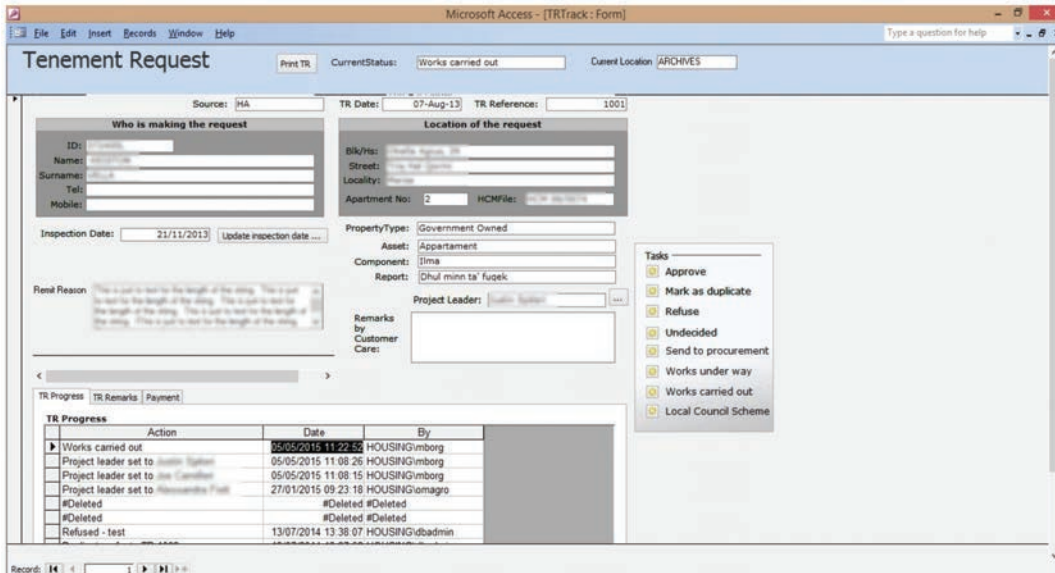 Microsoft Access - [TRTrack : Form]
File Edit Insert Records Window Help
Type a question for help
Tenement Request
Print TR
CurrentStatus: Works carried out
Current Location ARCHIVES
Source: HA
TR Date: 07-Aug-13
TR Reference: 1001
Who is making the request
ID:
Name:
Surname:
Tel:
Mobile:
Location of the request
Blk/Hs:
Street:
Locality:
Apartment No: 2
HCMFile:
Inspection Date: 21/11/2013
Update inspection date ...
PropertyType: Government Owned
Asset: Appartament
Component: Ilma
Report: Dhul minn ta' fuqek
Remit Reason
Project Leader:
...
Remarks
by
Customer
Care:
Tasks
Approve
Mark as duplicate
Refuse
Undecided
Send to procurement
Works under way
Works carried out
Local Council Scheme
TR Progress TR Remarks Payment
TR Progress
Action Date By
Works carried out 05/05/2015 11:22:52 HOUSING\mborg
Project leader set to 05/05/2015 11:08:26 HOUSING\mborg
Project leader set to 05/05/2015 11:08:15 HOUSING\mborg
Project leader set to 27/01/2015 09:23:18 HOUSING\omagro
#Deleted #Deleted #Deleted
#Deleted #Deleted #Deleted
Refused - test 13/07/2014 13:38:07 HOUSING\dbadmin
Record: 1